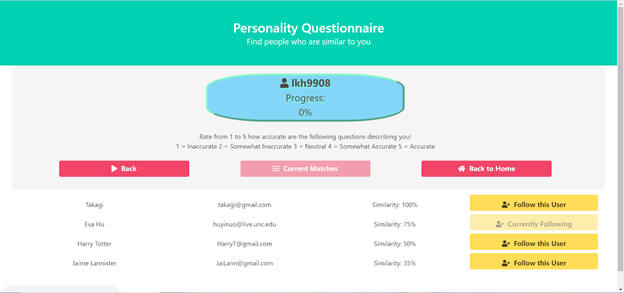 Personality Questionnaire
Find people who are similar to you
lkh9908
Progress:
0%
Rate from 1 to 5 how accurate are the following questions describing you!
1 = Inaccurate 2 = Somewhat Inaccurate 3 = Neutral 4 = Somewhat Accurate 5 = Accurate
Back Current Matches Back to Home
Takagi takagi@gmail.com Similarity: 100% Follow this User
Eva Hu huyinuo@live.unc.edu Similarity: 75% Currently Following
Harry Totter HarryT@gmail.com Similarity: 50% Follow this User
Jaime Lannister JaiLann@gmail.com Similarity: 35% Follow this User